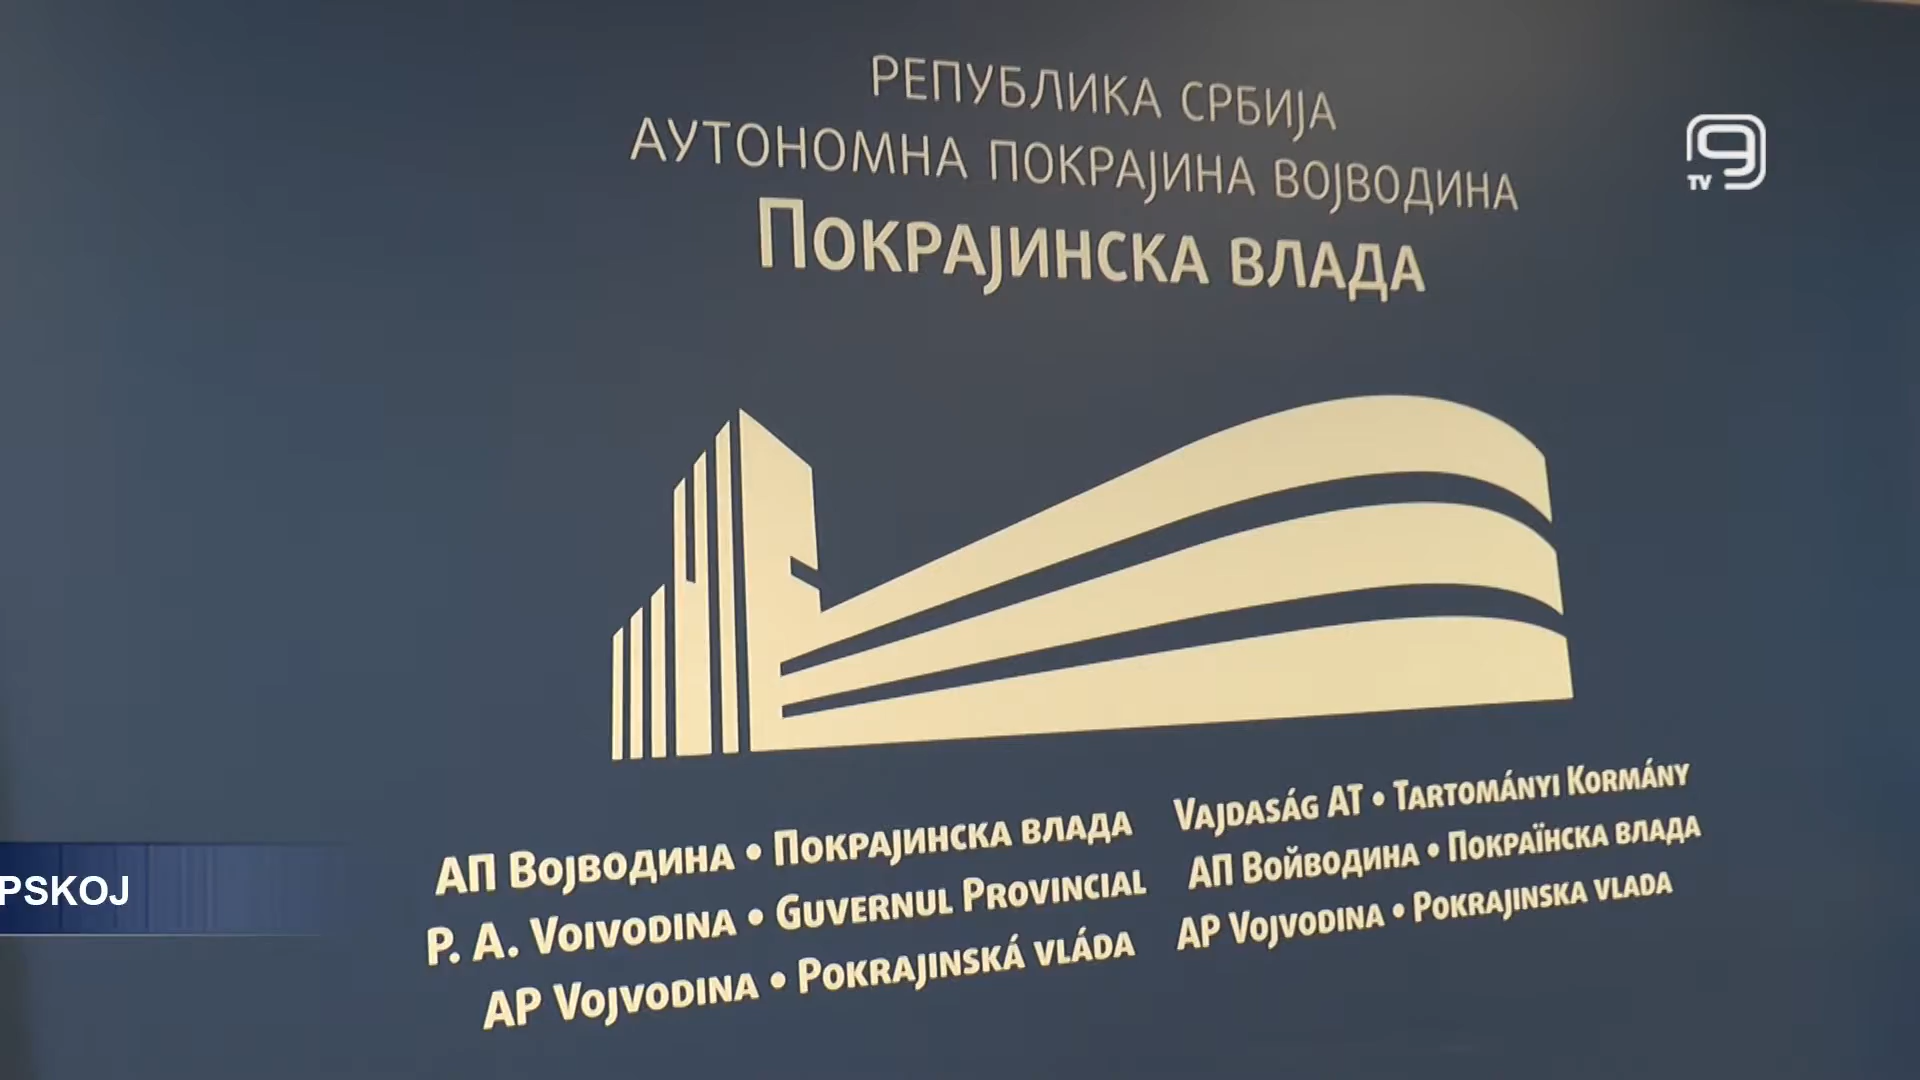 РЕПУБЛИКА СРБИЈА
АУТОНОМНА ПОКРАЈИНА ВОЈВОДИНА
ПОКРАЈИНСКА ВЛАДА
9
TV
АП ВОЈВОДИНА • ПОКРАЈИНСКА ВЛАДА
VAJDASÁG AT • TARTOMÁNYI KORMÁNY
P. A. VOIVODINA • GUVERNUL PROVINCIAL
АП ВОЙВОДИНА • ПОКРАЇНСКА ВЛАДА
AP VOJVODINA • POKRAJINSKÁ VLÁDA
AP VOJVODINA • POKRAJINSKA VLADA
PSKOJ